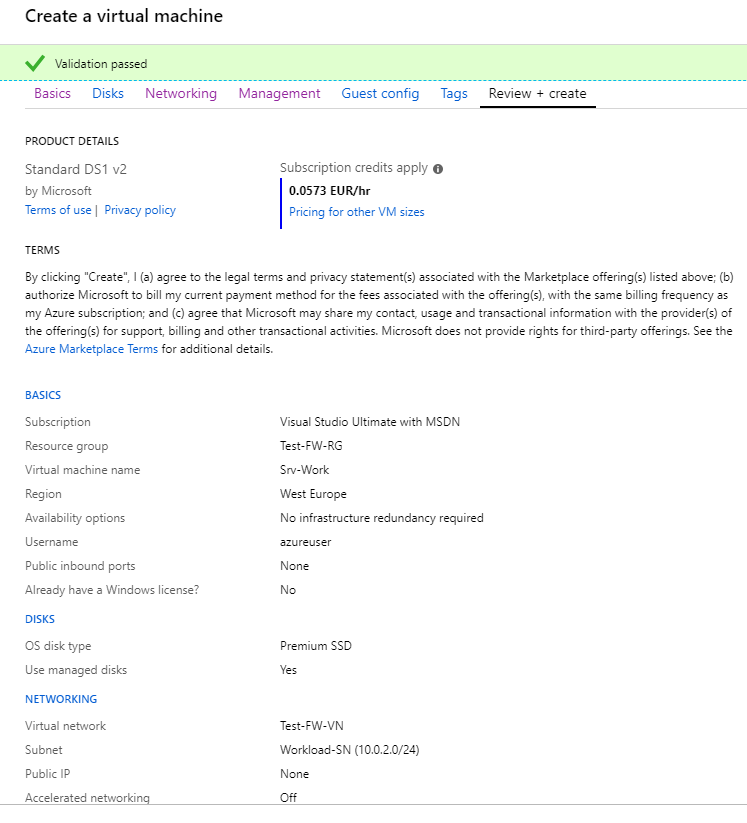 Create a virtual machine
Validation passed
Basics Disks Networking Management Guest config Tags Review + create
PRODUCT DETAILS
Standard DS1 v2 Subscription credits apply
by Microsoft 0.0573 EUR/hr
Terms of use | Privacy policy Pricing for other VM sizes
TERMS
By clicking "Create", I (a) agree to the legal terms and privacy statement(s) associated with the Marketplace offering(s) listed above; (b)
authorize Microsoft to bill my current payment method for the fees associated with the offering(s), with the same billing frequency as
my Azure subscription; and (c) agree that Microsoft may share my contact, usage and transactional information with the provider(s) of
the offering(s) for support, billing and other transactional activities. Microsoft does not provide rights for third-party offerings. See the
Azure Marketplace Terms for additional details.
BASICS
Subscription Visual Studio Ultimate with MSDN
Resource group Test-FW-RG
Virtual machine name Srv-Work
Region West Europe
Availability options No infrastructure redundancy required
Username azureuser
Public inbound ports None
Already have a Windows license? No
DISKS
OS disk type Premium SSD
Use managed disks Yes
NETWORKING
Virtual network Test-FW-VN
Subnet Workload-SN (10.0.2.0/24)
Public IP None
Accelerated networking Off